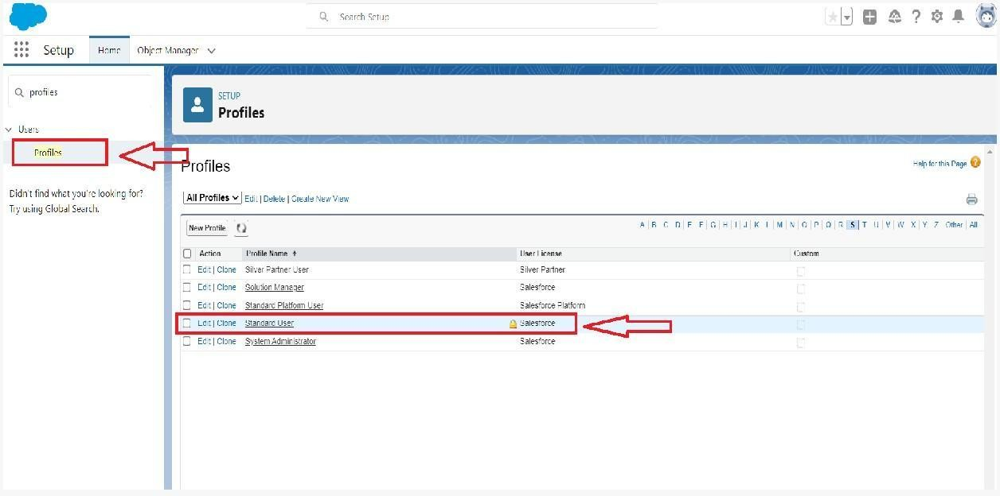 Search Setup
Setup Home Object Manager
profiles
Users
Profiles
Didn't find what you're looking for?
Try using Global Search.
SETUP
Profiles
Profiles
Help for this Page ?
All Profiles Edit | Delete | Create New View
New Profile
A | B | C | D | E | F | G | H | I | J | K | L | M | N | O | P | Q | R | S | T | U | V | W | X | Y | Z | Other | All
Action Profile Name User License Custom
Edit | Clone Silver Partner User Silver Partner
Edit | Clone Solution Manager Salesforce
Edit | Clone Standard Platform User Salesforce Platform
Edit | Clone Standard User Salesforce
Edit | Clone System Administrator Salesforce